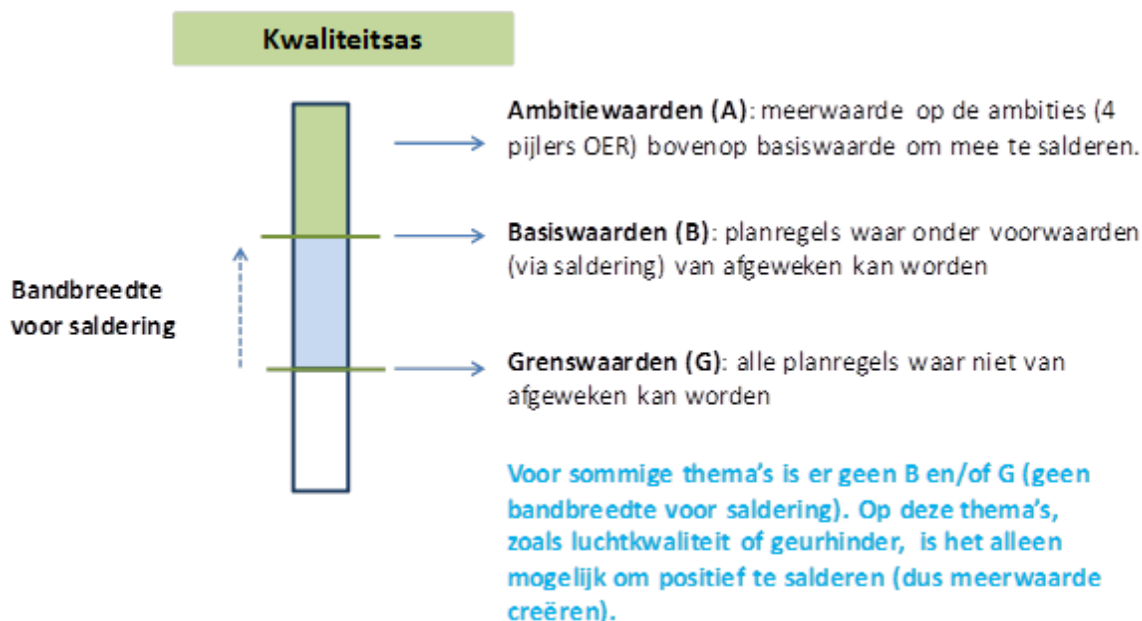 Kwaliteitsas
Ambitiewaarden (A): meerwaarde op de ambities (4
pijlers OER) bovenop basiswaarde om mee te salderen.
Basiswaarden (B): planregels waar onder voorwaarden
(via saldering) van afgeweken kan worden
Bandbreedte
voor saldering
Grenswaarden (G): alle planregels waar niet van
afgeweken kan worden
Voor sommige thema's is er geen B en/of G (geen
bandbreedte voor saldering). Op deze thema's,
zoals luchtkwaliteit of geurhinder, is het alleen
mogelijk om positief te salderen (dus meerwaarde
creëren).